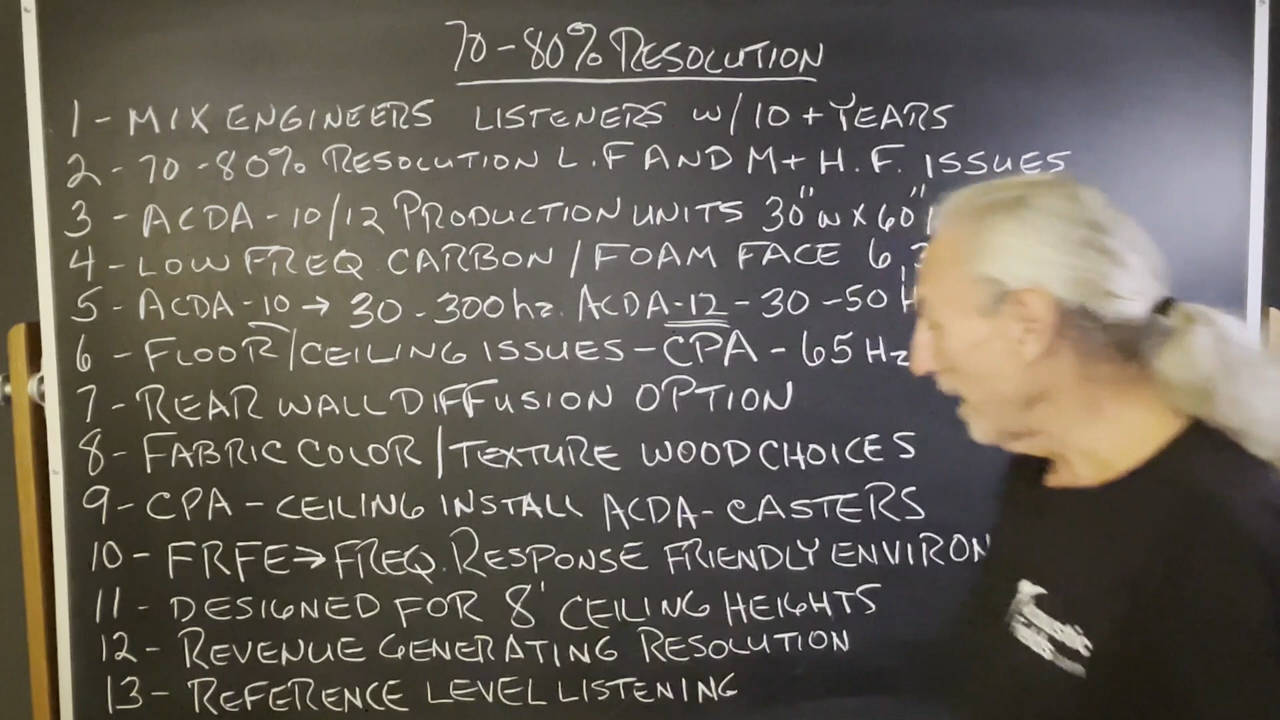 70-80% RESOLUTION
1- MIX ENGINEERS LISTENERS W/10+YEARS
2- 70-80% RESOLUTION L.F AND M+H.F. ISSUES
3- ACDA-10/12 PRODUCTION UNITS 30"W X 60"
4- LOW FREQ CARBON/FOAM FACE 6
5- ACDA-10→ 30-300hz. ACDA-12-30-50
6- FLOOR/CEILING ISSUES-CPA-65 Hz
7- REAR WALL DIFFUSION OPTION
8- FABRIC COLOR/TEXTURE WOOD CHOICES
9- CPA-CEILING INSTALL ACDA-CASTERS
10- FRFE→FREQ. RESPONSE FRIENDLY ENVIRON
11- DESIGNED FOR 8' CEILING HEIGHTS
12- REVENUE GENERATING RESOLUTION
13- REFERENCE LEVEL LISTENING